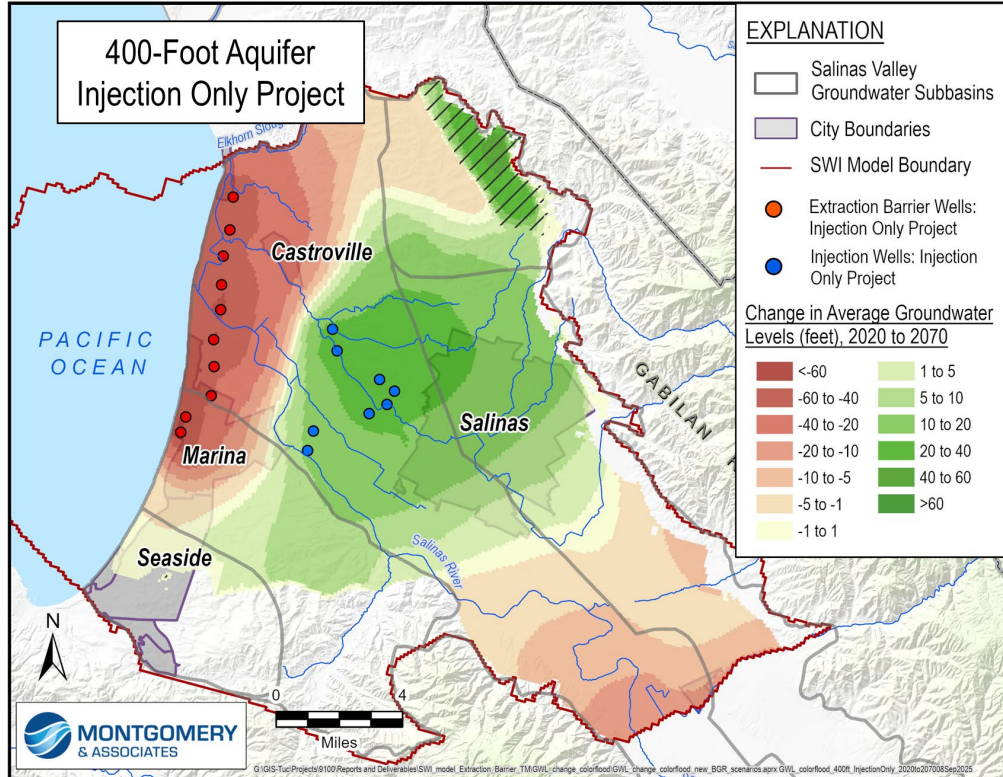 400-Foot Aquifer
Injection Only Project
EXPLANATION
Salinas Valley
Groundwater Subbasins
City Boundaries
SWI Model Boundary
Extraction Barrier Wells:
Injection Only Project
Injection Wells: Injection
Only Project
Change in Average Groundwater
Levels (feet), 2020 to 2070
<-60
-60 to -40
-40 to -20
-20 to -10
-10 to -5
-5 to -1
-1 to 1
1 to 5
5 to 10
10 to 20
20 to 40
40 to 60
>60
Elkhorn Sloug
Castroville
PACIFIC
OCEAN
Salinas
GABILAN
Marina
Seaside
Salinas River
N
0
4
Miles
MONTGOMERY
& ASSOCIATES